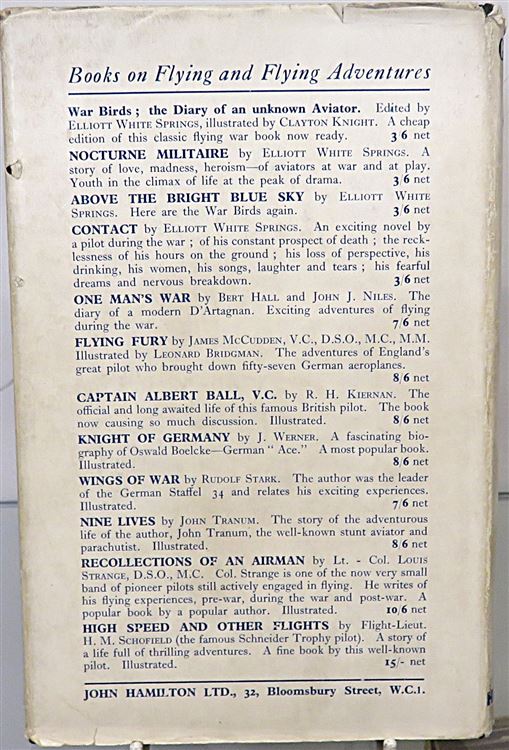 Books on Flying and Flying Adventures
War Birds ; the Diary of an unknown Aviator. Edited by
ELLIOTT WHITE SPRINGS, illustrated by CLAYTON KNIGHT. A cheap
edition of this classic flying war book now ready. 3/6 net
NOCTURNE MILITAIRE by ELLIOTT WHITE SPRINGS. A
story of love, madness, heroism—of aviators at war and at play.
Youth in the climax of life at the peak of drama. 3/6 net
ABOVE THE BRIGHT BLUE SKY by ELLIOTT WHITE
SPRINGS. Here are the War Birds again. 3/6 net
CONTACT by ELLIOTT WHITE SPRINGS. An exciting novel by
a pilot during the war ; of his constant prospect of death ; the reck-
lessness of his hours on the ground ; his loss of perspective, his
drinking, his women, his songs, laughter and tears ; his fearful
dreams and nervous breakdown. 3/6 net
ONE MAN'S WAR by BERT HALL and JOHN J. NILES. The
diary of a modern D'Artagnan. Exciting adventures of flying
during the war. 7/6 net
FLYING FURY by JAMES MCCUDDEN, V.C., D.S.O., M.C., M.M.
Illustrated by LEONARD BRIDGMAN. The adventures of England's
great pilot who brought down fifty-seven German aeroplanes.
8/6 net
CAPTAIN ALBERT BALL, V.C. by R. H. KIERNAN. The
official and long awaited life of this famous British pilot. The book
now causing so much discussion. Illustrated. 8/6 net
KNIGHT OF GERMANY by J. WERNER. A fascinating bio-
graphy of Oswald Boelcke—German " Ace." A most popular book.
Illustrated. 8/6 net
WINGS OF WAR by RUDOLF STARK. The author was the leader
of the German Staffel 34 and relates his exciting experiences.
Illustrated. 7/6 net
NINE LIVES by JOHN TRANUM. The story of the adventurous
life of the author, John Tranum, the well-known stunt aviator and
parachutist. Illustrated. 8/6 net
RECOLLECTIONS OF AN AIRMAN by Lt. - Col. LOUIS
STRANGE, D.S.O., M.C. Col. Strange is one of the now very small
band of pioneer pilots still actively engaged in flying. He writes of
his flying experiences, pre-war, during the war and post-war. A
popular book by a popular author. Illustrated. 10/6 net
HIGH SPEED AND OTHER FLIGHTS by Flight-Lieut.
H. M. SCHOFIELD (the famous Schneider Trophy pilot). A story of
a life full of thrilling adventures. A fine book by this well-known
pilot. Illustrated. 15/- net
JOHN HAMILTON LTD., 32, Bloomsbury Street, W.C.1.